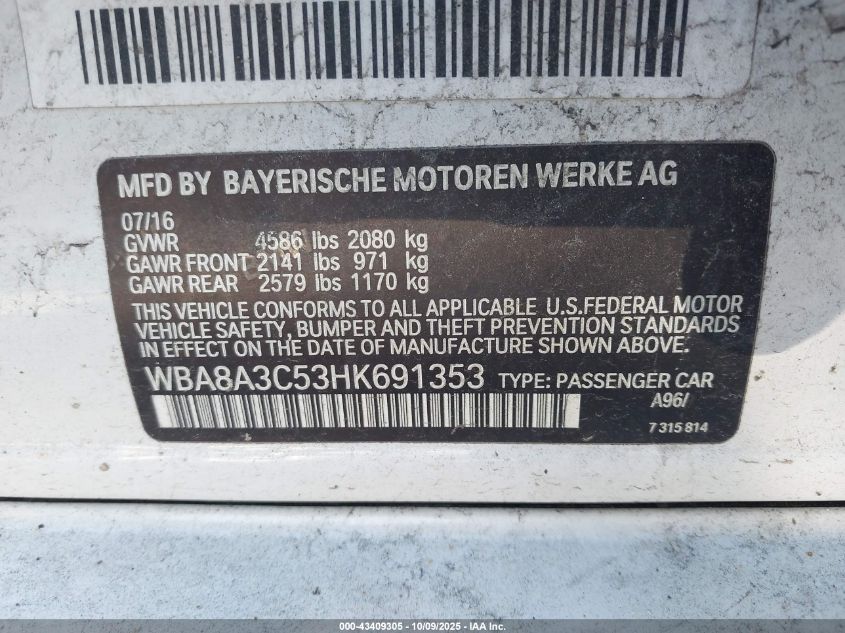 MFD BY BAYERISCHE MOTOREN WERKE AG
07/16
GVWR 4586 lbs 2080 kg
GAWR FRONT 2141 lbs 971 kg
GAWR REAR 2579 lbs 1170 kg
THIS VEHICLE CONFORMS TO ALL APPLICABLE U.S.FEDERAL MOTOR
VEHICLE SAFETY, BUMPER AND THEFT PREVENTION STANDARDS
IN EFFECT ON THE DATE OF MANUFACTURE SHOWN ABOVE.
WBA8A3C53HK691353 TYPE: PASSENGER CAR
A96/
7 315 814
000-43409305 - 10/09/2025 - IAA Inc.